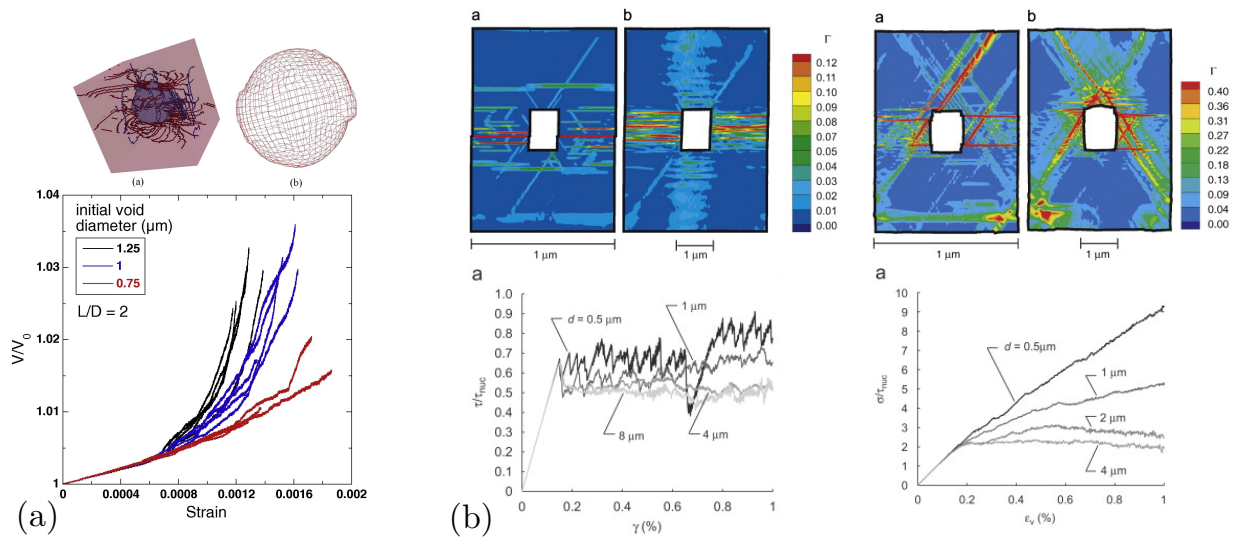 (a)
(b)
1.04
1.03
1.02
1.01
1
V/V0
initial void
diameter (μm)
1.25
1
0.75
L/D = 2
0
0.0004
0.0008
0.0012
0.0016
0.002
Strain
(a)
a
b
Γ
0.12
0.11
0.10
0.09
0.08
0.07
0.06
0.04
0.03
0.02
0.01
0.00
1 μm
1 μm
a
1
0.9
0.8
0.7
0.6
0.5
0.4
0.3
0.2
0.1
0
τ/τnuc
d = 0.5 μm
1 μm
8 μm
4 μm
0
0.2
0.4
0.6
0.8
1
γ (%)
(b)
a
b
Γ
0.40
0.36
0.31
0.27
0.22
0.18
0.13
0.09
0.04
0.00
1 μm
1 μm
a
10
9
8
7
6
5
4
3
2
1
0
σ/τnuc
d = 0.5μm
1 μm
2 μm
4 μm
0
0.2
0.4
0.6
0.8
1
εv (%)